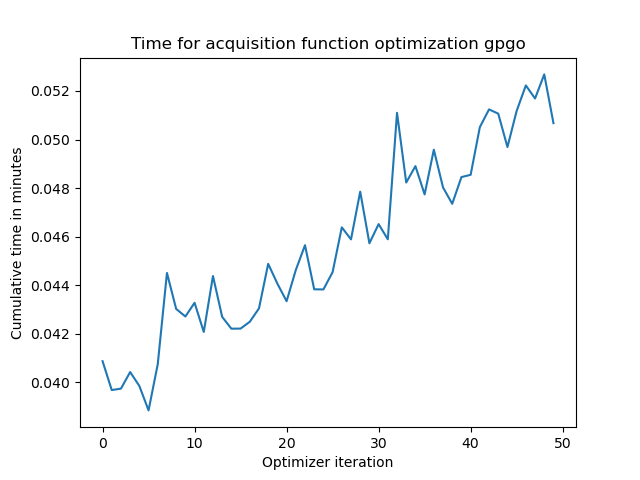 Time for acquisition function optimization gpgo
0.052
0.050
0.048
0.046
0.044
0.042
0.040
Cumulative time in minutes
0 10 20 30 40 50
Optimizer iteration